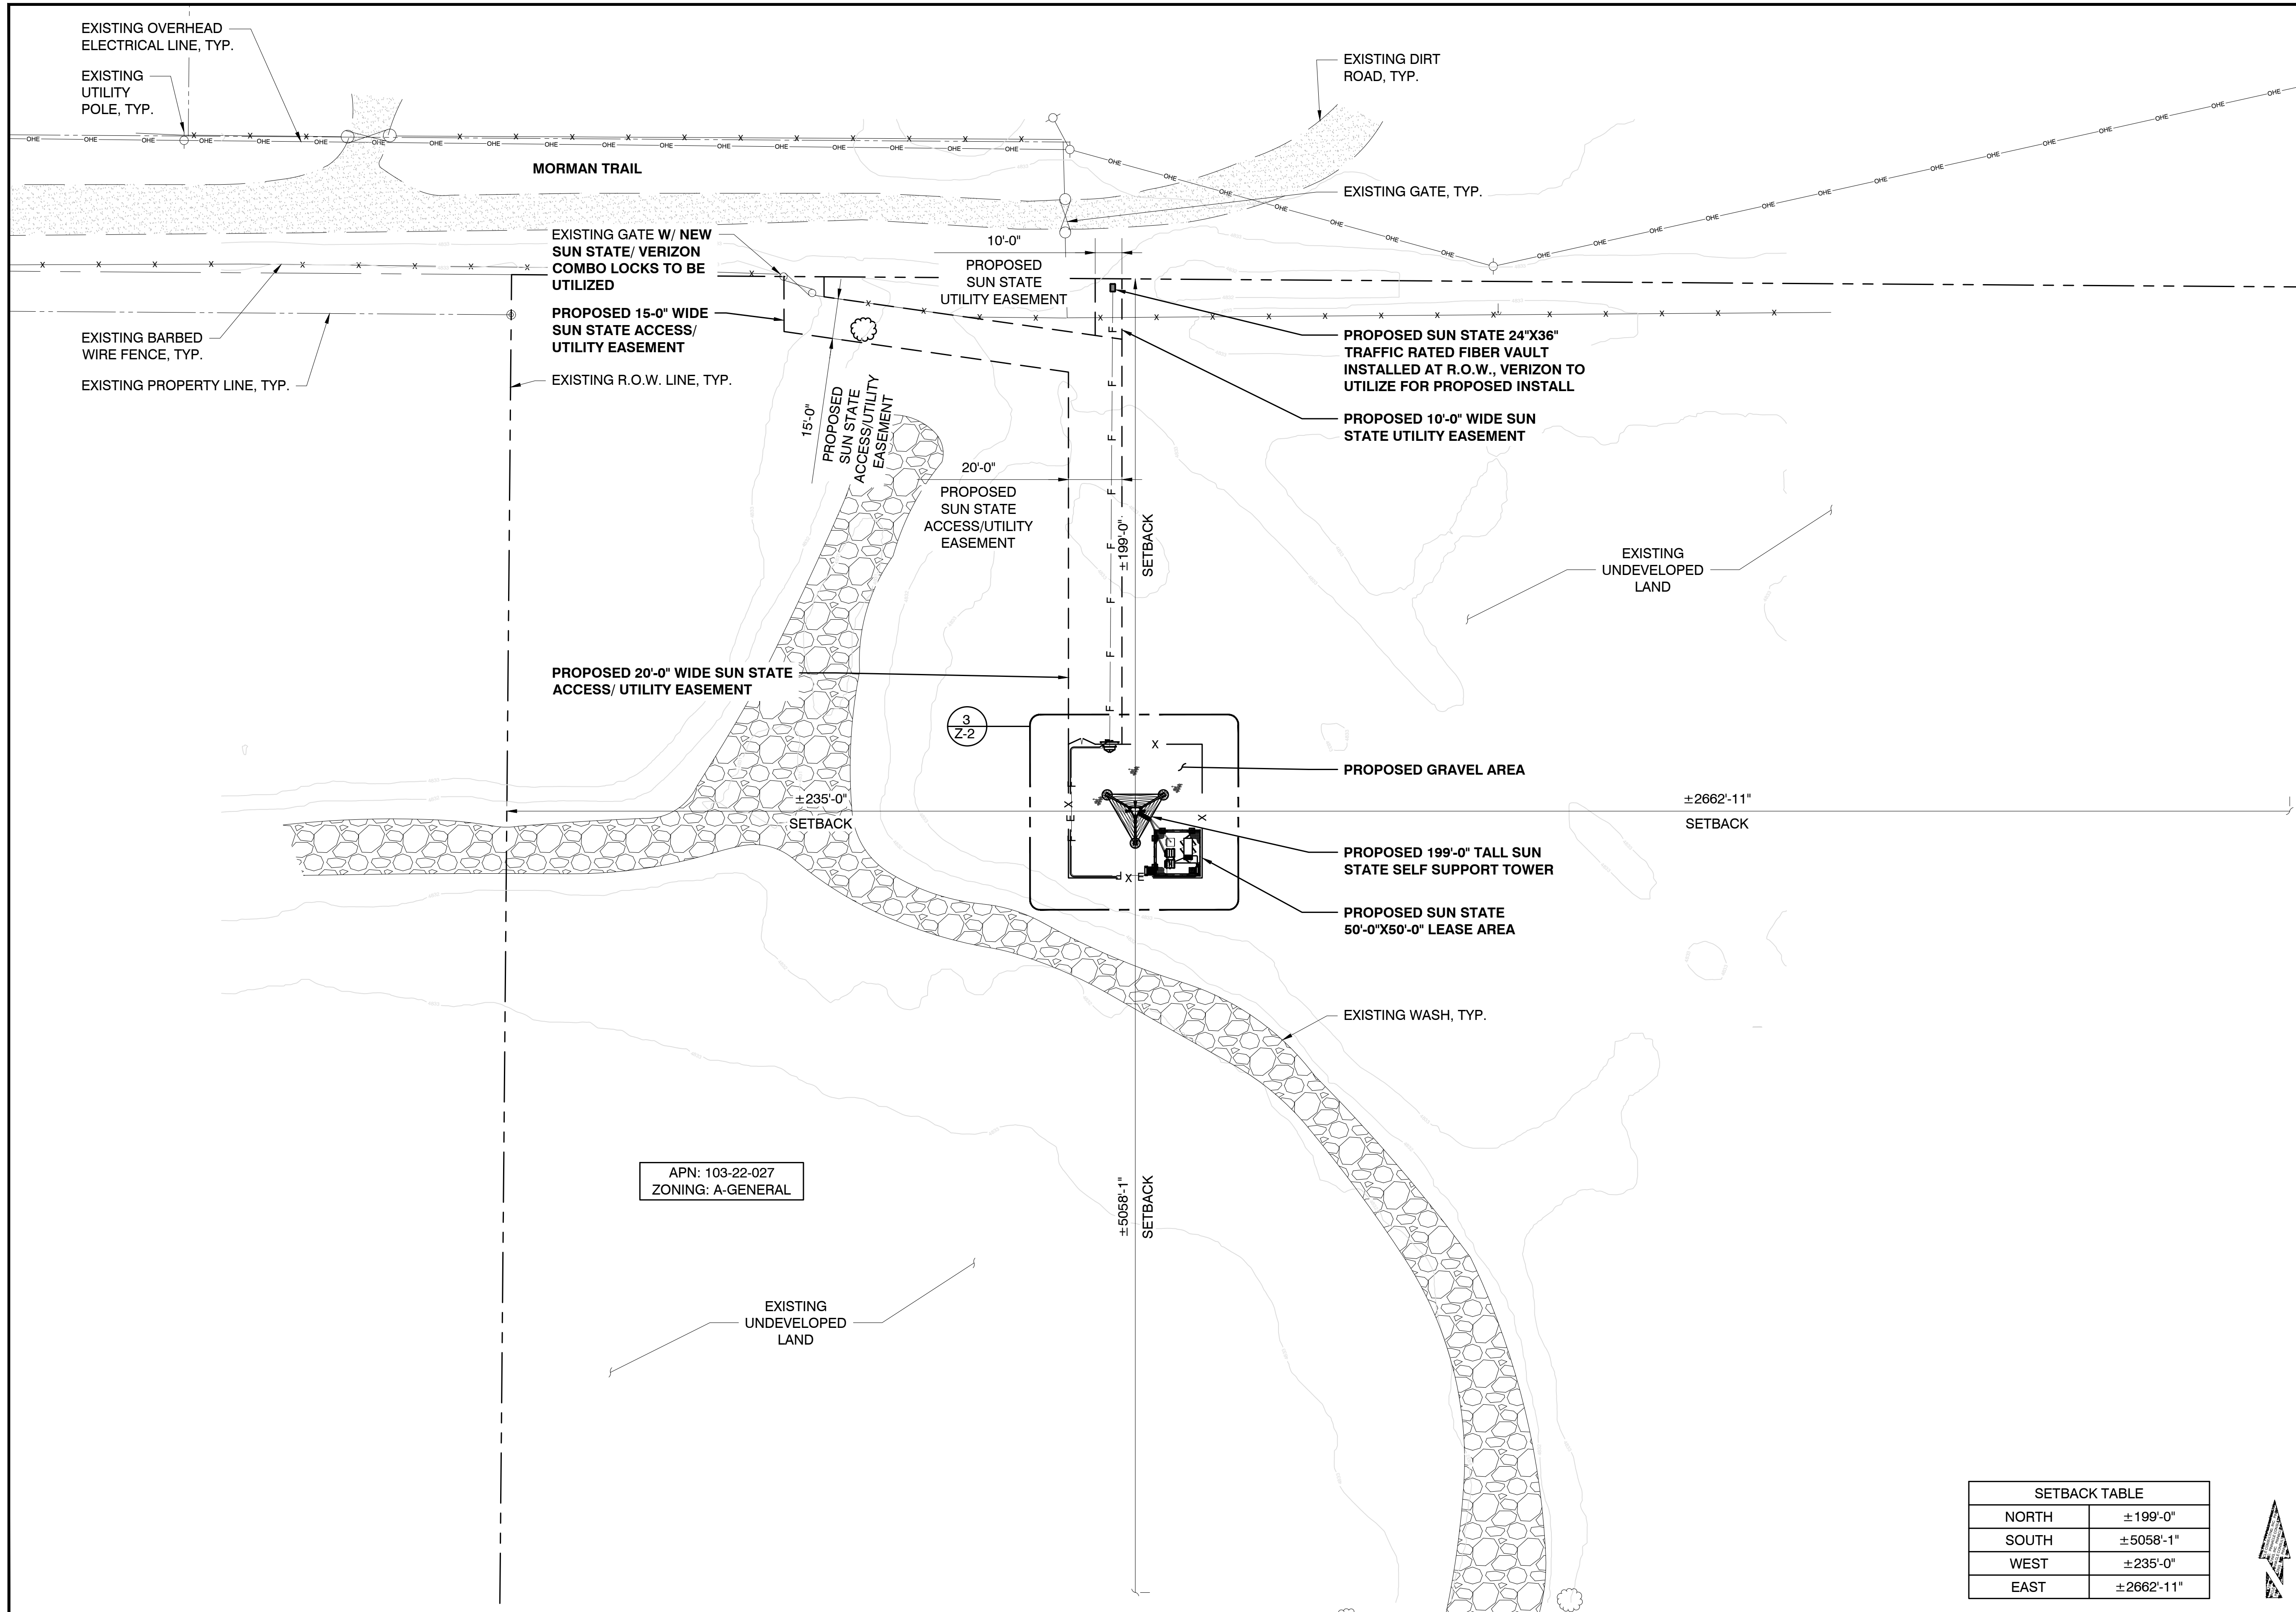 EXISTING OVERHEAD
ELECTRICAL LINE, TYP.
EXISTING
UTILITY
POLE, TYP.
EXISTING DIRT
ROAD, TYP.
MORMAN TRAIL
EXISTING GATE, TYP.
EXISTING GATE W/ NEW
SUN STATE/ VERIZON
COMBO LOCKS TO BE
UTILIZED
10'-0"
PROPOSED
SUN STATE
UTILITY EASEMENT
PROPOSED 15-0" WIDE
SUN STATE ACCESS/
UTILITY EASEMENT
EXISTING BARBED
WIRE FENCE, TYP.
EXISTING PROPERTY LINE, TYP.
EXISTING R.O.W. LINE, TYP.
PROPOSED SUN STATE 24"X36"
TRAFFIC RATED FIBER VAULT
INSTALLED AT R.O.W., VERIZON TO
UTILIZE FOR PROPOSED INSTALL
PROPOSED 10'-0" WIDE SUN
STATE UTILITY EASEMENT
15'-0"
PROPOSED
SUN STATE
ACCESS/UTILITY
EASEMENT
20'-0"
PROPOSED
SUN STATE
ACCESS/UTILITY
EASEMENT
±199'-0"
SETBACK
EXISTING
UNDEVELOPED
LAND
PROPOSED 20'-0" WIDE SUN STATE
ACCESS/ UTILITY EASEMENT
3
Z-2
PROPOSED GRAVEL AREA
±235'-0"
SETBACK
±2662'-11"
SETBACK
PROPOSED 199'-0" TALL SUN
STATE SELF SUPPORT TOWER
PROPOSED SUN STATE
50'-0"X50'-0" LEASE AREA
EXISTING WASH, TYP.
APN: 103-22-027
ZONING: A-GENERAL
±5058'-1"
SETBACK
EXISTING
UNDEVELOPED
LAND
SETBACK TABLE
NORTH ±199'-0"
SOUTH ±5058'-1"
WEST ±235'-0"
EAST ±2662'-11"